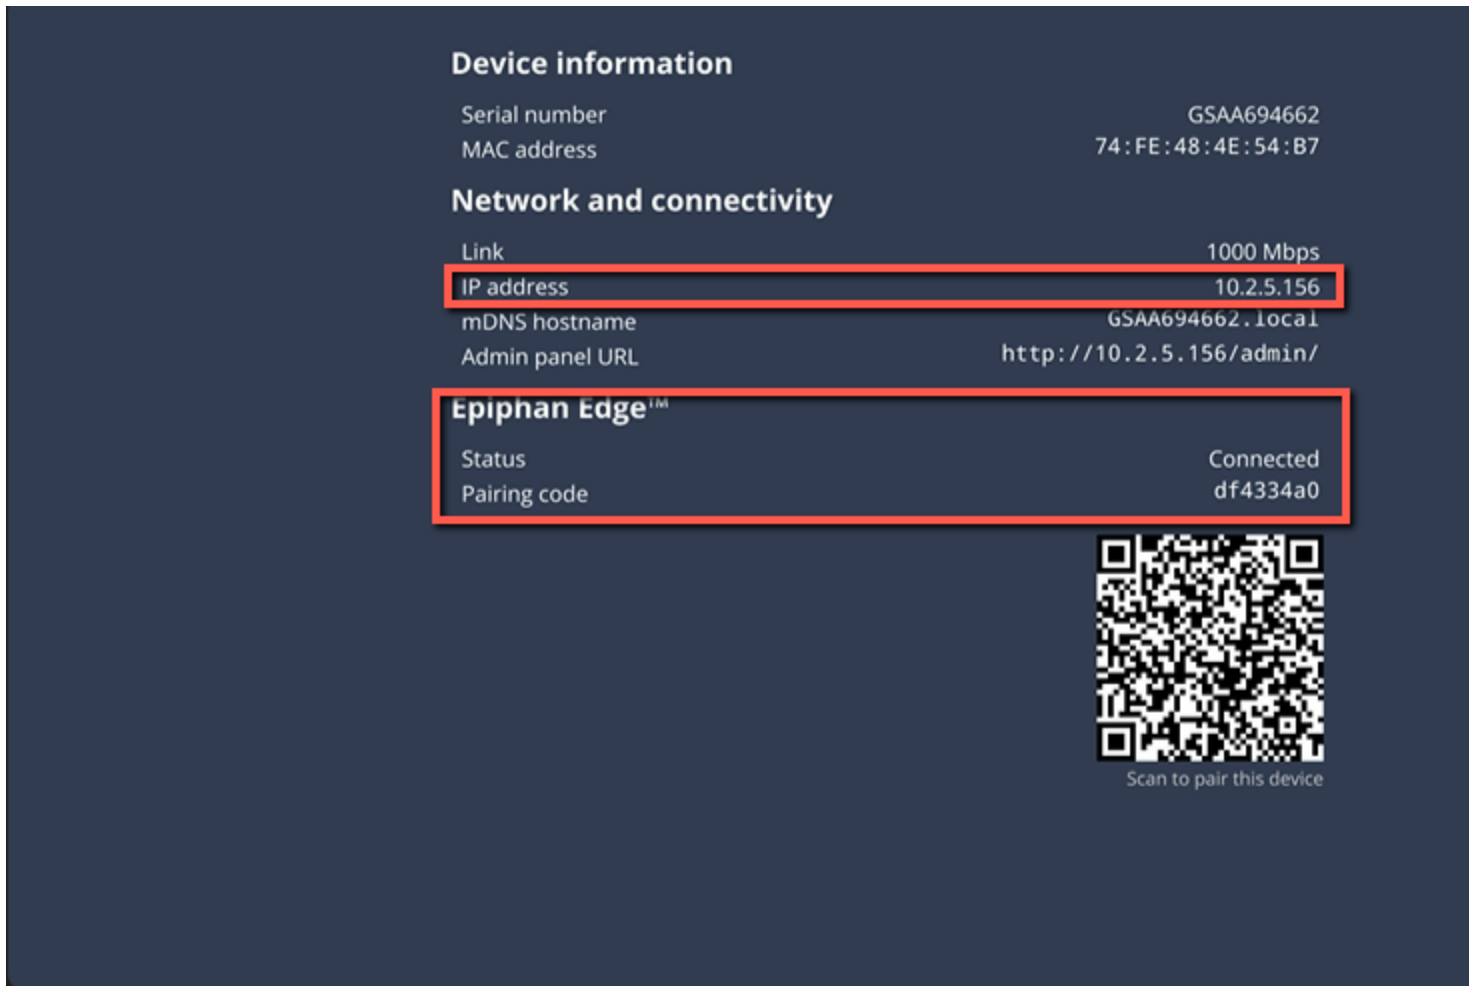 Device information
Serial number GSAA694662
MAC address 74:FE:48:4E:54:B7
Network and connectivity
Link 1000 Mbps
IP address 10.2.5.156
mDNS hostname GSAA694662.local
Admin panel URL http://10.2.5.156/admin/
Epiphan Edge™
Status Connected
Pairing code df4334a0
Scan to pair this device